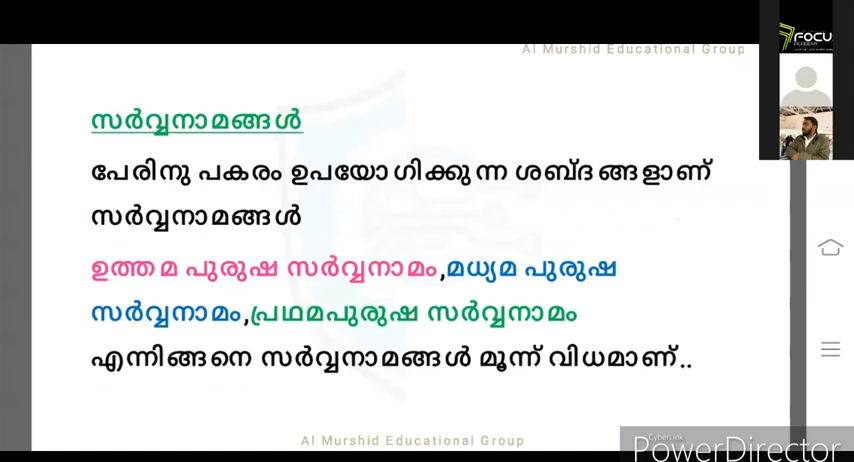 Al Murshid Educational Group
7 FOCU
ACADEMY
സർവ്വനാമങ്ങൾ
പേരിനു പകരം ഉപയോഗിക്കുന്ന ശബ്ദങ്ങളാണ്
സർവ്വനാമങ്ങൾ
ഉത്തമ പുരുഷ സർവ്വനാമം,മധ്യമ പുരുഷ
സർവ്വനാമം,പ്രഥമപുരുഷ സർവ്വനാമം
എന്നിങ്ങനെ സർവ്വനാമങ്ങൾ മൂന്ന് വിധമാണ്..
Al Murshid Educational Group
CyberLink
PowerDirector